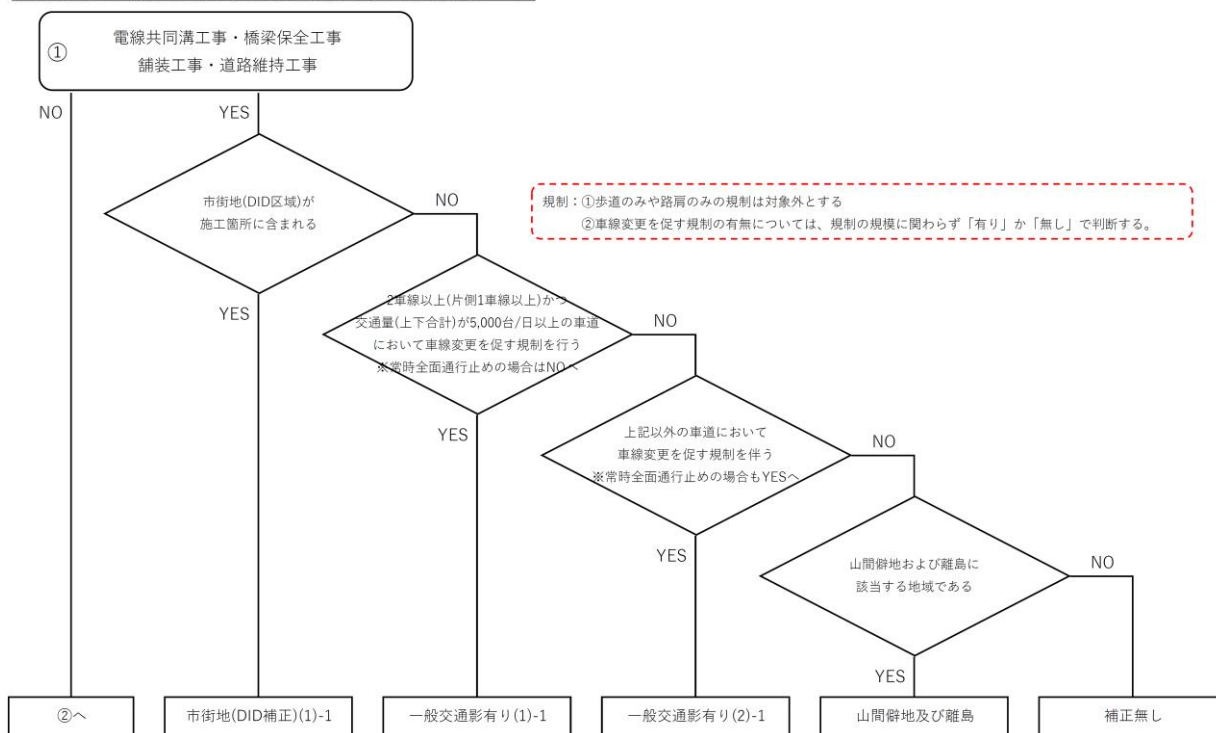 ①
電線共同溝工事・橋梁保全工事
舗装工事・道路維持工事
NO
YES
市街地(DID区域)が
施工箇所に含まれる
NO
規制：①歩道のみや路肩のみの規制は対象外とする
②車線変更を促す規制の有無については、規制の規模に関わらず「有り」か「無し」で判断する。
YES
2車線以上(片側1車線以上)かつ
交通量(上下合計)が5,000台/日以上の車道
において車線変更を促す規制を行う
※常時全面通行止めの場合はNOへ
NO
YES
上記以外の車道において
車線変更を促す規制を伴う
※常時全面通行止めの場合もYESへ
NO
YES
山間僻地および離島に
該当する地域である
NO
YES
②へ
市街地(DID補正)(1)-1
一般交通影有り(1)-1
一般交通影有り(2)-1
山間僻地及び離島
補正無し